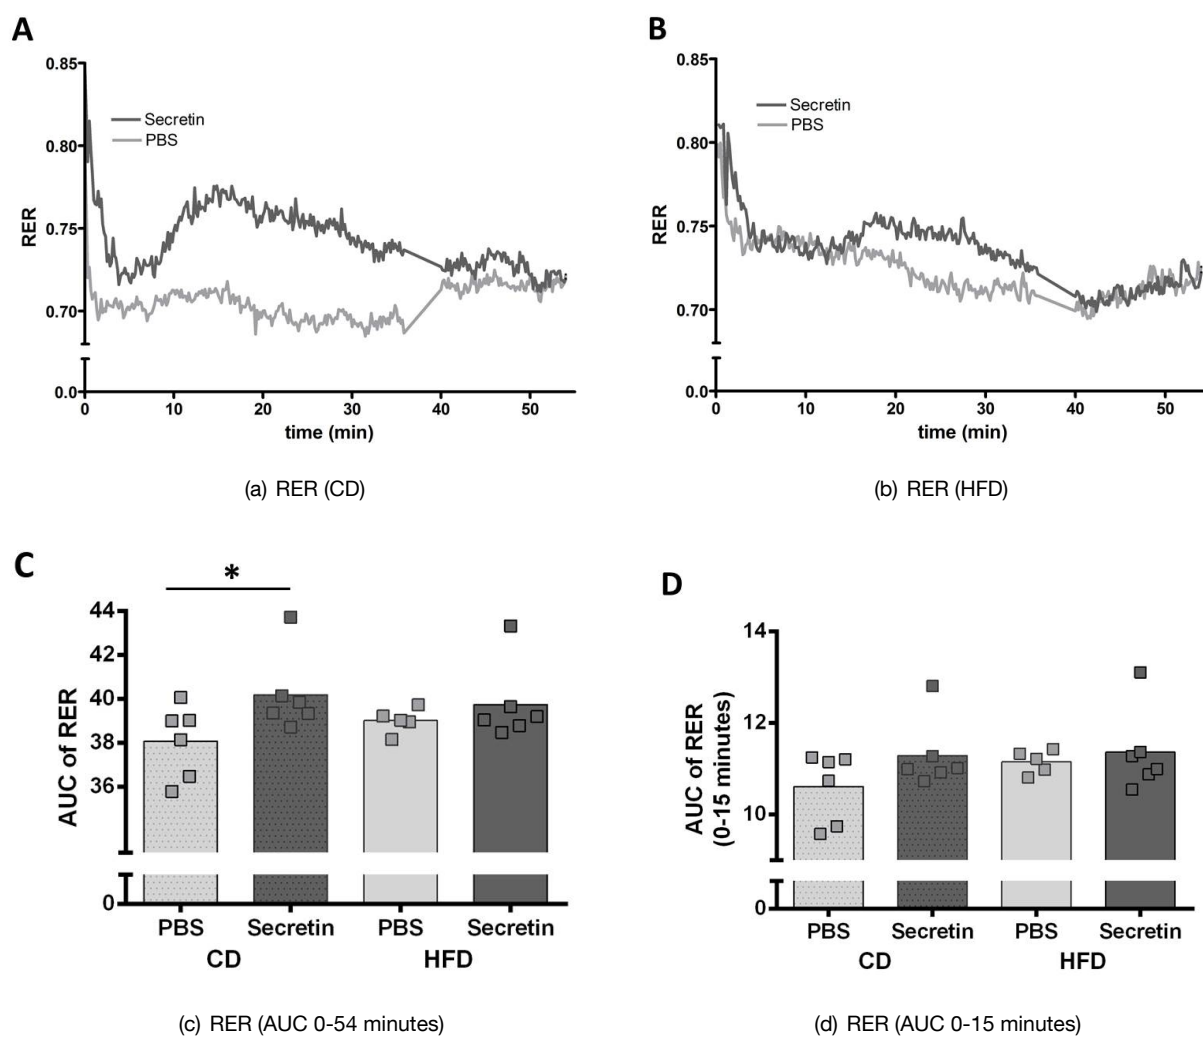 A
B
0.85
0.80
0.75
0.70
0.0
RER
Secretin
PBS
0 10 20 30 40 50
time (min)
0.85
0.80
0.75
0.70
0.0
RER
Secretin
PBS
0 10 20 30 40 50
time (min)
(a) RER (CD)
(b) RER (HFD)
C
*
44
42
40
38
36
0
AUC of RER
PBS Secretin PBS Secretin
CD HFD
D
14
12
10
0
AUC of RER
(0-15 minutes)
PBS Secretin PBS Secretin
CD HFD
(c) RER (AUC 0-54 minutes)
(d) RER (AUC 0-15 minutes)